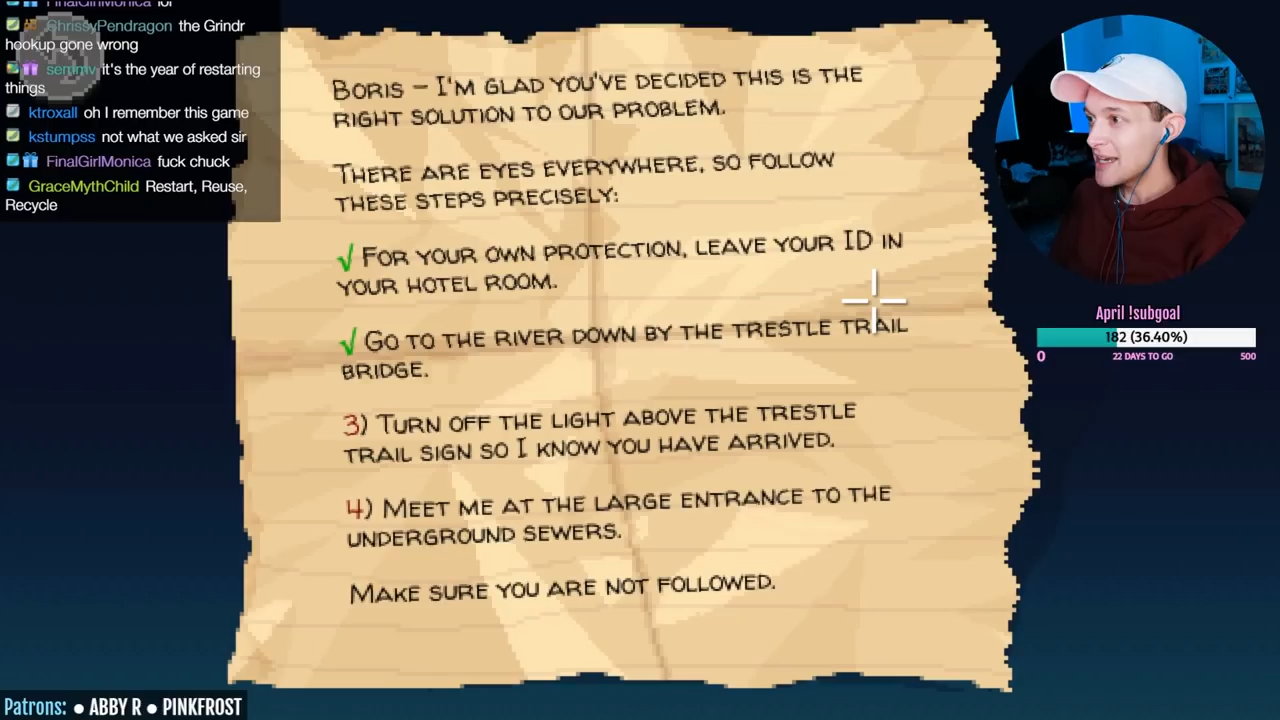 FinalGirlMonica lol
ChrissyPendragon the Grindr
hookup gone wrong
semmv it's the year of restarting
things
ktroxall oh I remember this game
kstumpss not what we asked sir
FinalGirlMonica fuck chuck
GraceMythChild Restart, Reuse,
Recycle
BORIS – I'M GLAD YOU'VE DECIDED THIS IS THE
RIGHT SOLUTION TO OUR PROBLEM.
THERE ARE EYES EVERYWHERE, SO FOLLOW
THESE STEPS PRECISELY:
√ FOR YOUR OWN PROTECTION, LEAVE YOUR ID IN
YOUR HOTEL ROOM.
√ GO TO THE RIVER DOWN BY THE TRESTLE TRAIL
BRIDGE.
3) TURN OFF THE LIGHT ABOVE THE TRESTLE
TRAIL SIGN SO I KNOW YOU HAVE ARRIVED.
4) MEET ME AT THE LARGE ENTRANCE TO THE
UNDERGROUND SEWERS.
MAKE SURE YOU ARE NOT FOLLOWED.
April !subgoal
182 (36.40%)
0 22 DAYS TO GO 500
Patrons: ● ABBY R ● PINKFROST